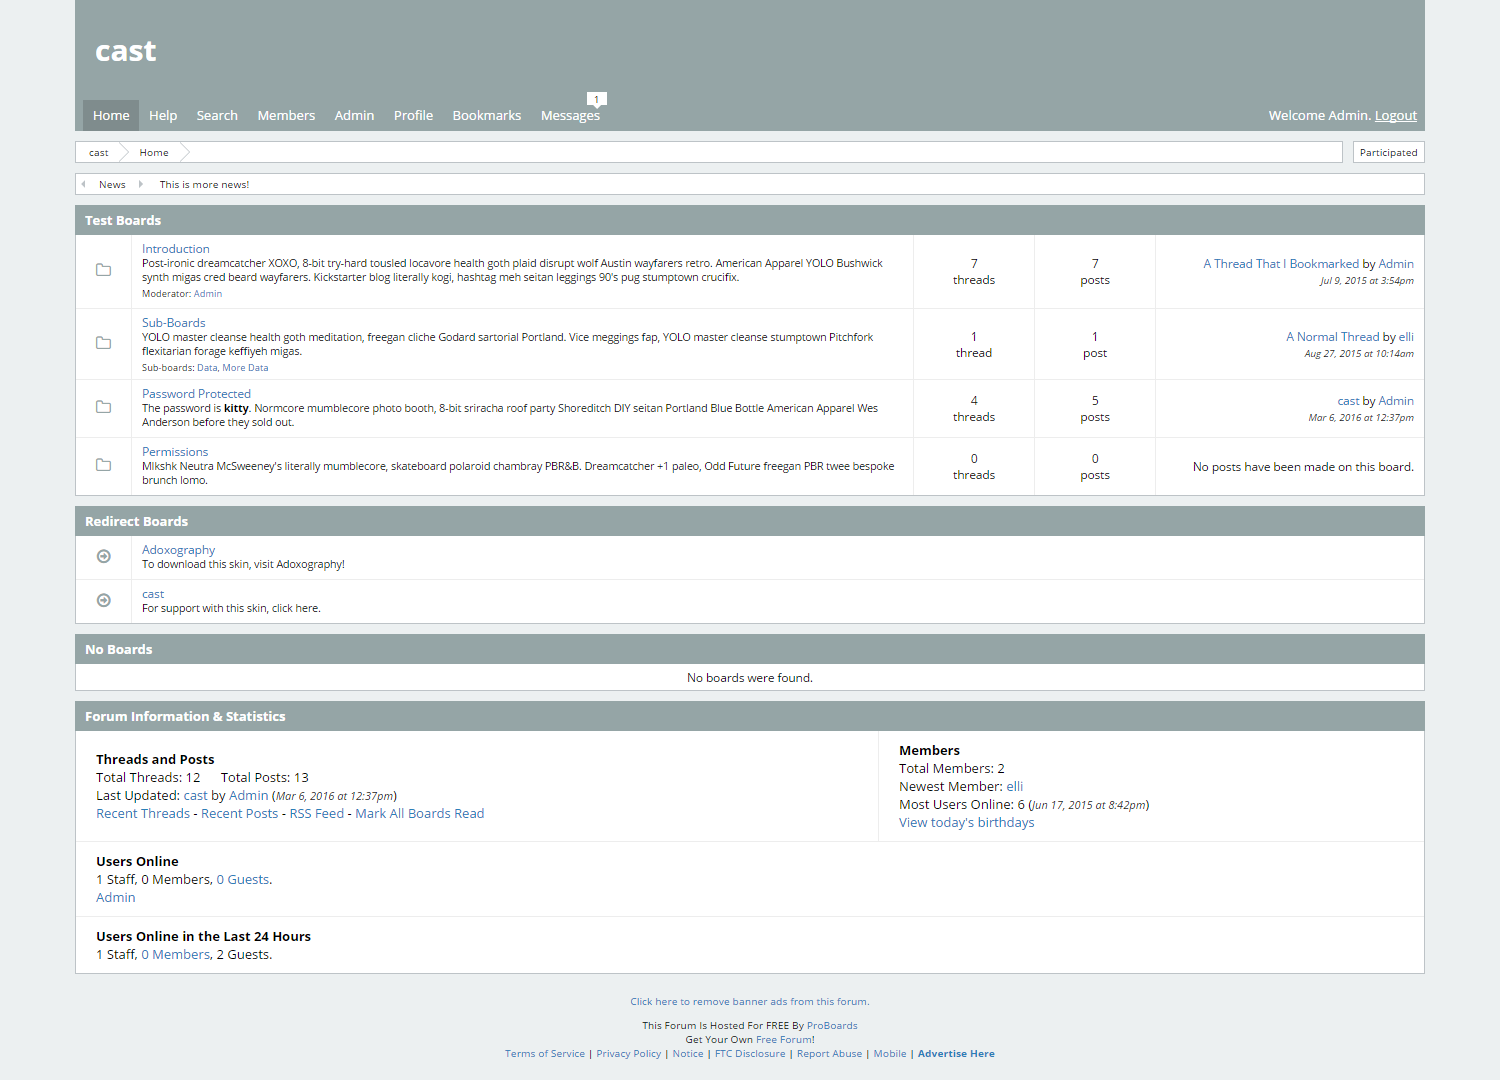 cast
Home Help Search Members Admin Profile Bookmarks Messages 1 Welcome Admin. Logout
cast Home Participated
News This is more news!
Test Boards
Introduction
Post-ironic dreamcatcher XOXO, 8-bit try-hard tousled locavore health goth plaid disrupt wolf Austin wayfarers retro. American Apparel YOLO Bushwick
synth migas cred beard wayfarers. Kickstarter blog literally kogi, hashtag meh seitan leggings 90's pug stumptown crucifix.
Moderator: Admin
7
threads
7
posts
A Thread That I Bookmarked by Admin
Jul 9, 2015 at 3:54pm
Sub-Boards
YOLO master cleanse health goth meditation, freegan cliche Godard sartorial Portland. Vice meggings fap, YOLO master cleanse stumptown Pitchfork
flexitarian forage keffiyeh migas.
Sub-boards: Data, More Data
1
thread
1
post
A Normal Thread by elli
Aug 27, 2015 at 10:14am
Password Protected
The password is kitty. Normcore mumblecore photo booth, 8-bit sriracha roof party Shoreditch DIY seitan Portland Blue Bottle American Apparel Wes
Anderson before they sold out.
4
threads
5
posts
cast by Admin
Mar 6, 2016 at 12:37pm
Permissions
Mlkshk Neutra McSweeney's literally mumblecore, skateboard polaroid chambray PBR&B. Dreamcatcher +1 paleo, Odd Future freegan PBR twee bespoke
brunch lomo.
0
threads
0
posts
No posts have been made on this board.
Redirect Boards
Adoxography
To download this skin, visit Adoxography!
cast
For support with this skin, click here.
No Boards
No boards were found.
Forum Information & Statistics
Threads and Posts
Total Threads: 12 Total Posts: 13
Last Updated: cast by Admin (Mar 6, 2016 at 12:37pm)
Recent Threads - Recent Posts - RSS Feed - Mark All Boards Read
Members
Total Members: 2
Newest Member: elli
Most Users Online: 6 (Jun 17, 2015 at 8:42pm)
View today's birthdays
Users Online
1 Staff, 0 Members, 0 Guests.
Admin
Users Online in the Last 24 Hours
1 Staff, 0 Members, 2 Guests.
Click here to remove banner ads from this forum.
This Forum Is Hosted For FREE By ProBoards
Get Your Own Free Forum!
Terms of Service | Privacy Policy | Notice | FTC Disclosure | Report Abuse | Mobile | Advertise Here